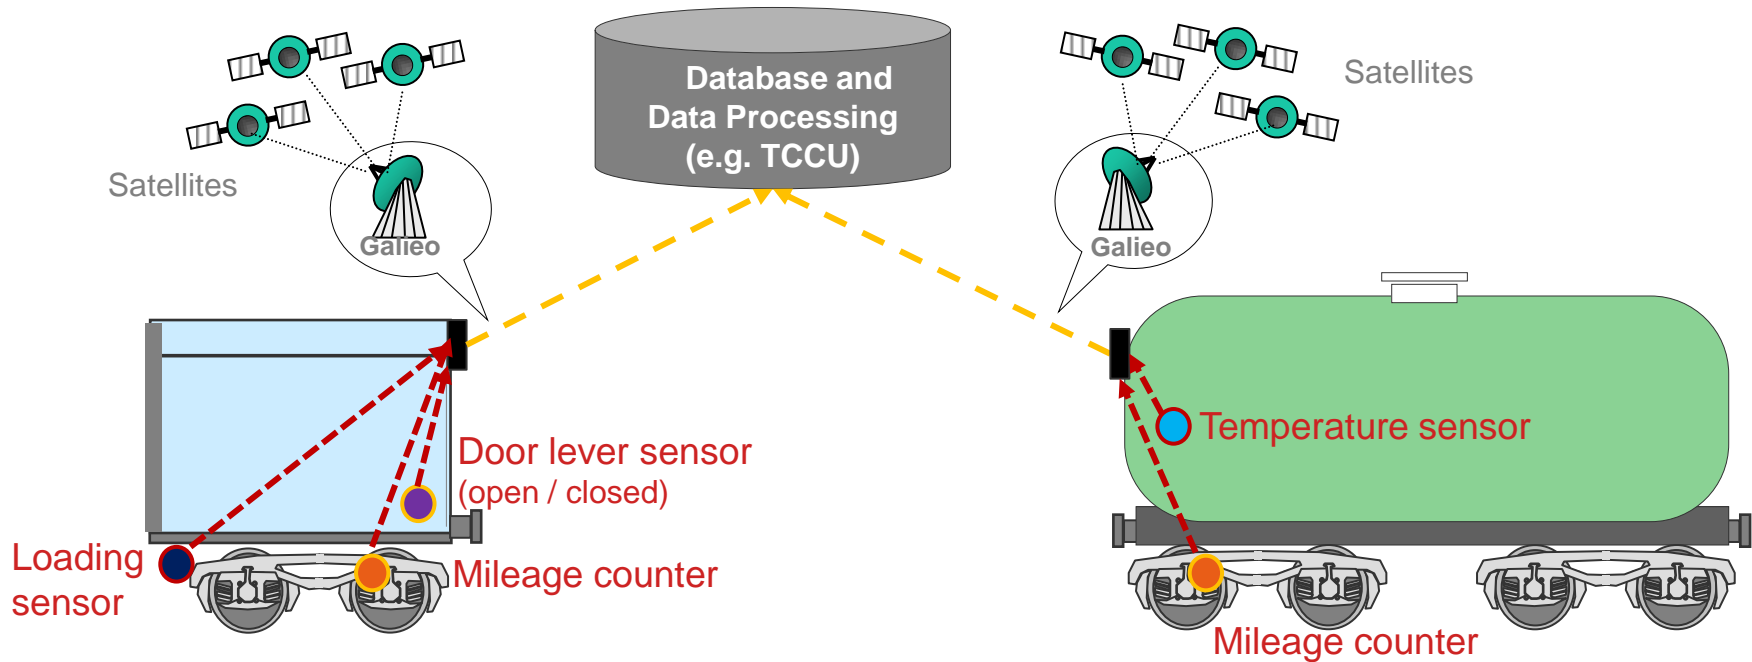 Database and
Data Processing
(e.g. TCCU)
Satellites
Satellites
Galieo
Galieo
Door lever sensor
(open / closed)
Temperature sensor
Loading
sensor
Mileage counter
Mileage counter